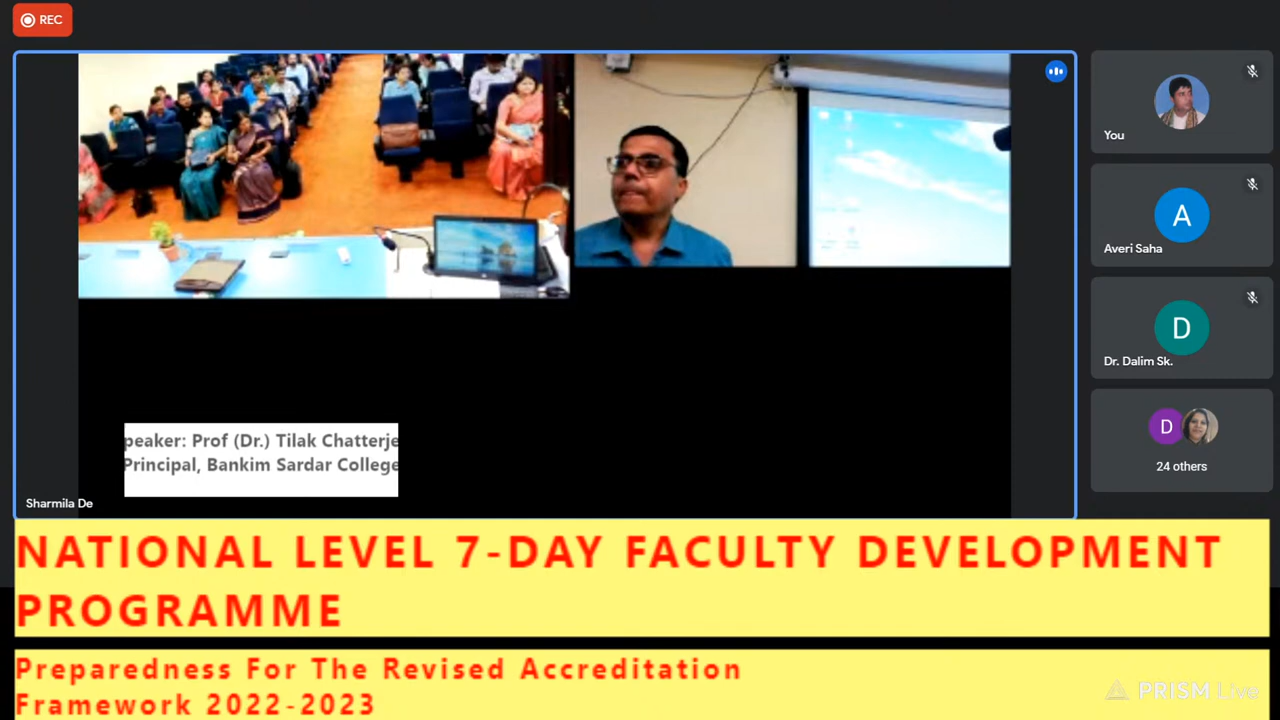 REC
You
Averi Saha
A
Dr. Dalim Sk.
D
D
24 others
peaker: Prof (Dr.) Tilak Chatterje
Principal, Bankim Sardar College
Sharmila De
NATIONAL LEVEL 7-DAY FACULTY DEVELOPMENT
PROGRAMME
Preparedness For The Revised Accreditation
Framework 2022-2023
PRISM Live